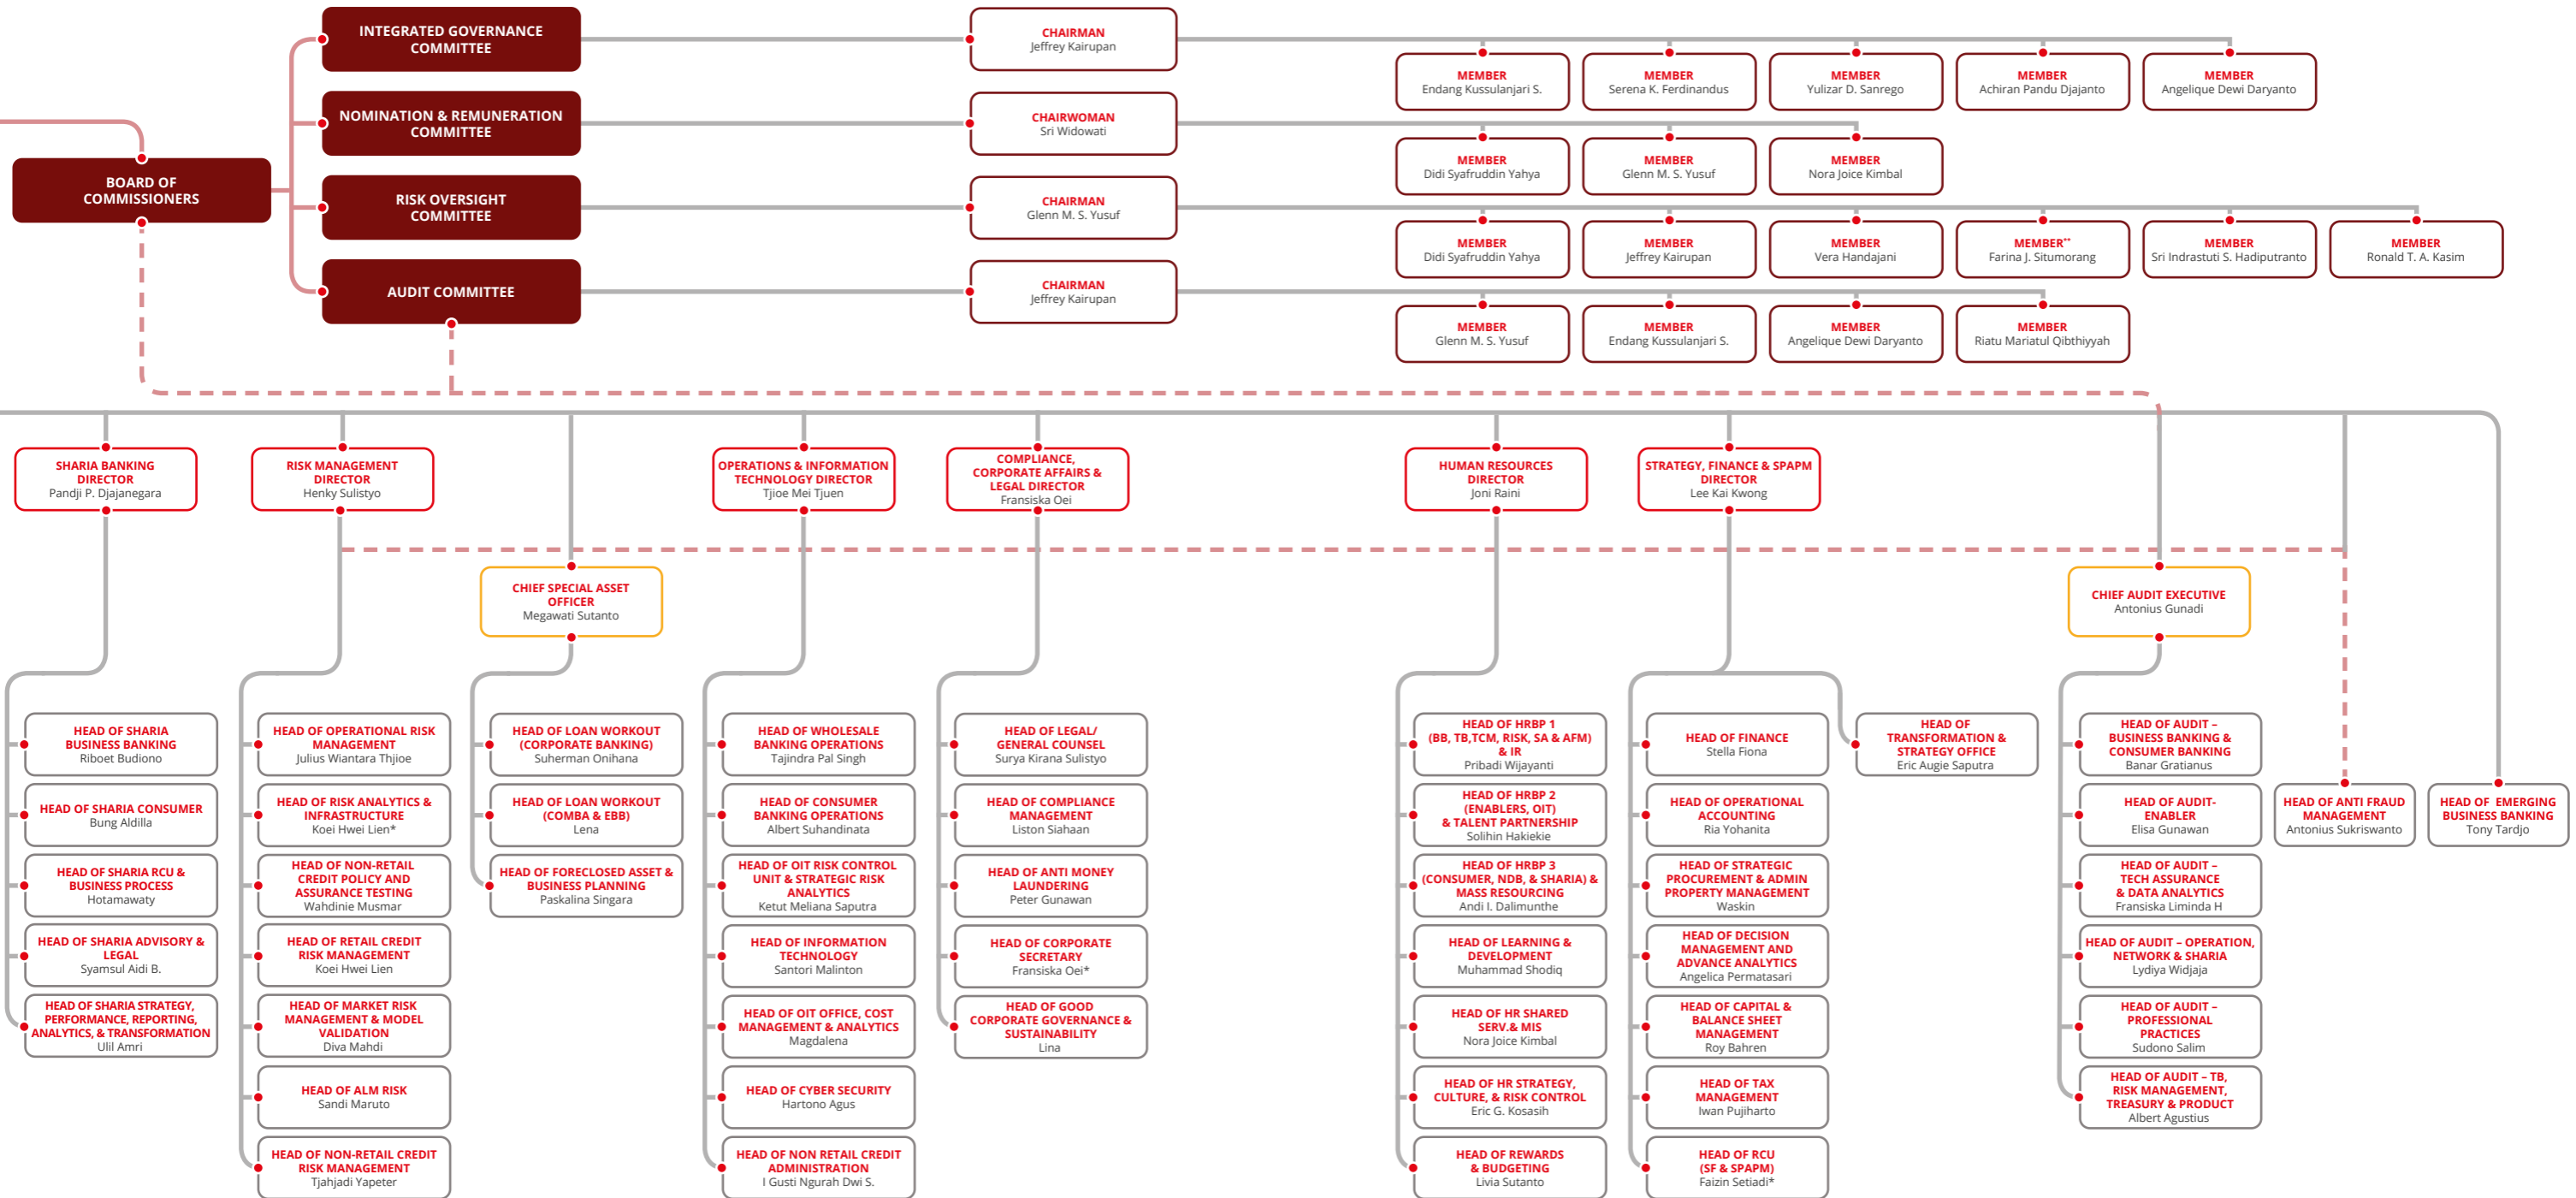 INTEGRATED GOVERNANCE
COMMITTEE
CHAIRMAN
Jeffrey Kairupan
MEMBER
Endang Kussulanjari S.
MEMBER
Serena K. Ferdinandus
MEMBER
Yulizar D. Sanrego
MEMBER
Achiran Pandu Djajanto
MEMBER
Angelique Dewi Daryanto
NOMINATION & REMUNERATION
COMMITTEE
CHAIRWOMAN
Sri Widowati
MEMBER
Didi Syafruddin Yahya
MEMBER
Glenn M. S. Yusuf
MEMBER
Nora Joice Kimbal
BOARD OF
COMMISSIONERS
RISK OVERSIGHT
COMMITTEE
CHAIRMAN
Glenn M. S. Yusuf
MEMBER
Didi Syafruddin Yahya
MEMBER
Jeffrey Kairupan
MEMBER
Vera Handajani
MEMBER**
Farina J. Situmorang
MEMBER
Sri Indrastuti S. Hadiputranto
MEMBER
Ronald T. A. Kasim
AUDIT COMMITTEE
CHAIRMAN
Jeffrey Kairupan
MEMBER
Glenn M. S. Yusuf
MEMBER
Endang Kussulanjari S.
MEMBER
Angelique Dewi Daryanto
MEMBER
Riatu Mariatul Qibthiyyah
SHARIA BANKING
DIRECTOR
Pandji P. Djajanegara
RISK MANAGEMENT
DIRECTOR
Henky Sulistyo
OPERATIONS & INFORMATION
TECHNOLOGY DIRECTOR
Tjioe Mei Tjuen
COMPLIANCE,
CORPORATE AFFAIRS &
LEGAL DIRECTOR
Fransiska Oei
HUMAN RESOURCES
DIRECTOR
Joni Raini
STRATEGY, FINANCE & SPAPM
DIRECTOR
Lee Kai Kwong
CHIEF SPECIAL ASSET
OFFICER
Megawati Sutanto
CHIEF AUDIT EXECUTIVE
Antonius Gunadi
HEAD OF SHARIA
BUSINESS BANKING
Riboet Budiono
HEAD OF SHARIA CONSUMER
Bung Aldilla
HEAD OF SHARIA RCU &
BUSINESS PROCESS
Hotamawaty
HEAD OF SHARIA ADVISORY &
LEGAL
Syamsul Aidi B.
HEAD OF SHARIA STRATEGY,
PERFORMANCE, REPORTING,
ANALYTICS, & TRANSFORMATION
Ulil Amri
HEAD OF OPERATIONAL RISK
MANAGEMENT
Julius Wiantara Thjioe
HEAD OF RISK ANALYTICS &
INFRASTRUCTURE
Koei Hwei Lien*
HEAD OF NON-RETAIL
CREDIT POLICY AND
ASSURANCE TESTING
Wahdinie Musmar
HEAD OF RETAIL CREDIT
RISK MANAGEMENT
Koei Hwei Lien
HEAD OF MARKET RISK
MANAGEMENT & MODEL
VALIDATION
Diva Mahdi
HEAD OF ALM RISK
Sandi Maruto
HEAD OF NON-RETAIL CREDIT
RISK MANAGEMENT
Tjahjadi Yapeter
HEAD OF LOAN WORKOUT
(CORPORATE BANKING)
Suherman Onihana
HEAD OF LOAN WORKOUT
(COMBA & EBB)
Lena
HEAD OF FORECLOSED ASSET &
BUSINESS PLANNING
Paskalina Singara
HEAD OF WHOLESALE
BANKING OPERATIONS
Tajindra Pal Singh
HEAD OF CONSUMER
BANKING OPERATIONS
Albert Suhandinata
HEAD OF OIT RISK CONTROL
UNIT & STRATEGIC RISK
ANALYTICS
Ketut Meliana Saputra
HEAD OF INFORMATION
TECHNOLOGY
Santori Malinton
HEAD OF OIT OFFICE, COST
MANAGEMENT & ANALYTICS
Magdalena
HEAD OF CYBER SECURITY
Hartono Agus
HEAD OF NON RETAIL CREDIT
ADMINISTRATION
I Gusti Ngurah Dwi S.
HEAD OF LEGAL/
GENERAL COUNSEL
Surya Kirana Sulistyo
HEAD OF COMPLIANCE
MANAGEMENT
Liston Siahaan
HEAD OF ANTI MONEY
LAUNDERING
Peter Gunawan
HEAD OF CORPORATE
SECRETARY
Fransiska Oei*
HEAD OF GOOD
CORPORATE GOVERNANCE &
SUSTAINABILITY
Lina
HEAD OF HRBP 1
(BB, TB,TCM, RISK, SA & AFM)
& IR
Pribadi Wijayanti
HEAD OF HRBP 2
(ENABLERS, OIT)
& TALENT PARTNERSHIP
Solihin Hakiekie
HEAD OF HRBP 3
(CONSUMER, NDB, & SHARIA) &
MASS RESOURCING
Andi I. Dalimunthe
HEAD OF LEARNING &
DEVELOPMENT
Muhammad Shodiq
HEAD OF HR SHARED
SERV.& MIS
Nora Joice Kimbal
HEAD OF HR STRATEGY,
CULTURE, & RISK CONTROL
Eric G. Kosasih
HEAD OF REWARDS
& BUDGETING
Livia Sutanto
HEAD OF FINANCE
Stella Fiona
HEAD OF OPERATIONAL
ACCOUNTING
Ria Yohanita
HEAD OF STRATEGIC
PROCUREMENT & ADMIN
PROPERTY MANAGEMENT
Waskin
HEAD OF DECISION
MANAGEMENT AND
ADVANCE ANALYTICS
Angelica Permatasari
HEAD OF CAPITAL &
BALANCE SHEET
MANAGEMENT
Roy Bahren
HEAD OF TAX
MANAGEMENT
Iwan Pujiharto
HEAD OF RCU
(SF & SPAPM)
Faizin Setiadi*
HEAD OF
TRANSFORMATION &
STRATEGY OFFICE
Eric Augie Saputra
HEAD OF AUDIT –
BUSINESS BANKING &
CONSUMER BANKING
Banar Gratianus
HEAD OF AUDIT-
ENABLER
Elisa Gunawan
HEAD OF AUDIT –
TECH ASSURANCE
& DATA ANALYTICS
Fransiska Liminda H
HEAD OF AUDIT – OPERATION,
NETWORK & SHARIA
Lydiya Widjaja
HEAD OF AUDIT –
PROFESSIONAL
PRACTICES
Sudono Salim
HEAD OF AUDIT – TB,
RISK MANAGEMENT,
TREASURY & PRODUCT
Albert Agustius
HEAD OF ANTI FRAUD
MANAGEMENT
Antonius Sukriswanto
HEAD OF EMERGING
BUSINESS BANKING
Tony Tardjo